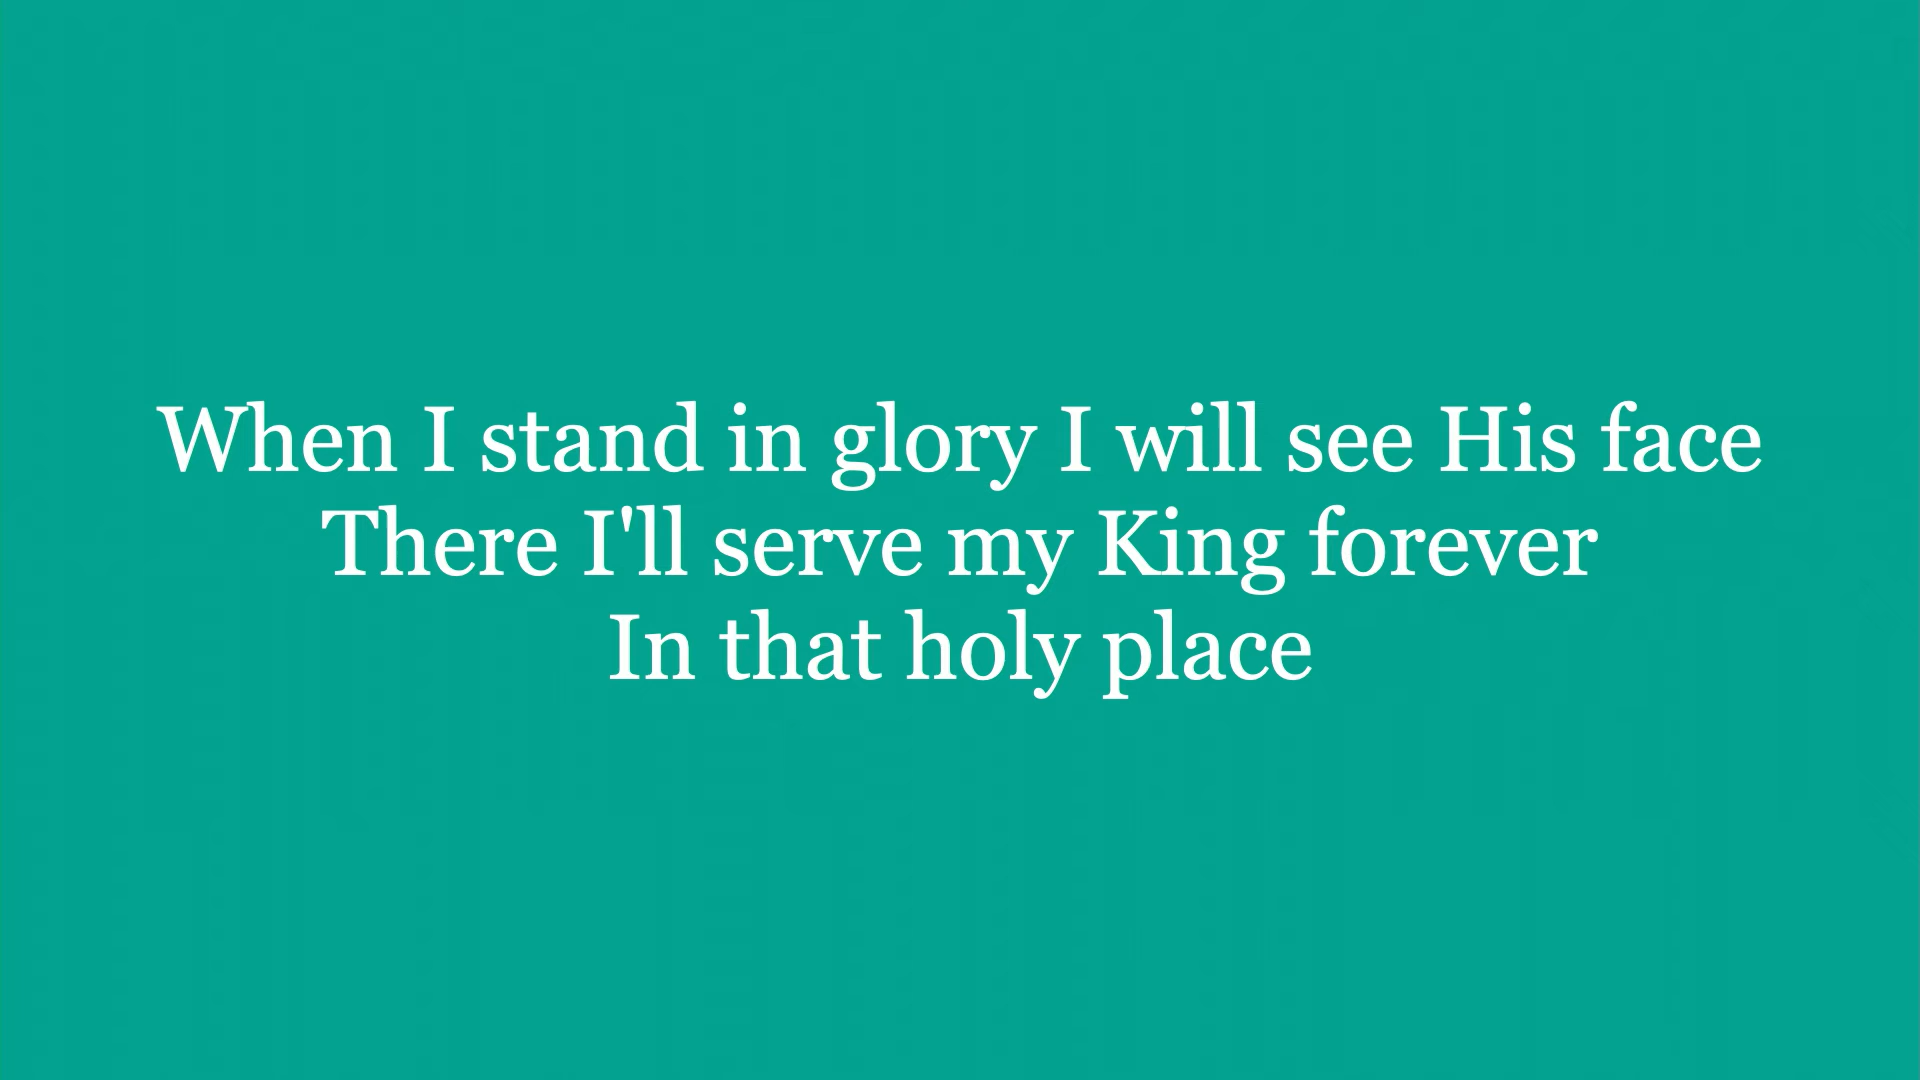 When I stand in glory I will see His face
There I'll serve my King forever
In that holy place